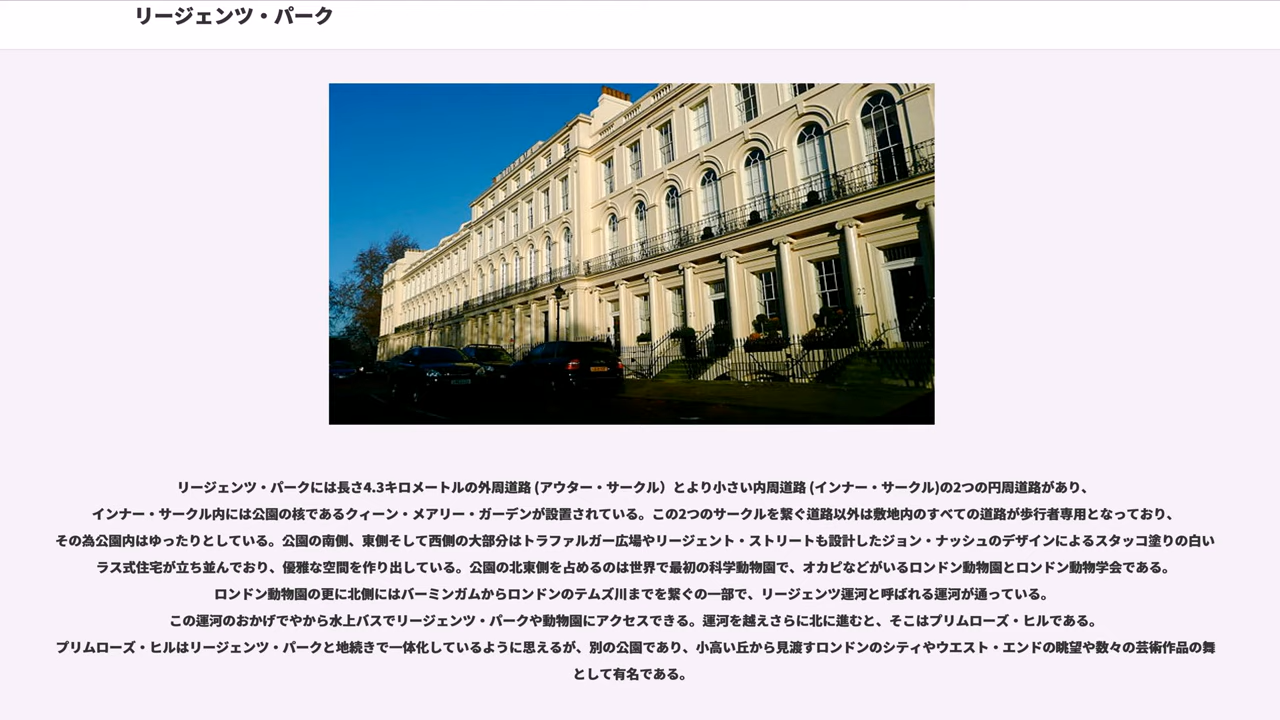 リージェンツ・パーク
22
リージェンツ・パークには長さ4.3キロメートルの外周道路 (アウター・サークル）とより小さい内周道路 (インナー・サークル)の2つの円周道路があり、
インナー・サークル内には公園の核であるクィーン・メアリー・ガーデンが設置されている。この2つのサークルを繋ぐ道路以外は敷地内のすべての道路が歩行者専用となっており、
その為公園内はゆったりとしている。公園の南側、東側そして西側の大部分はトラファルガー広場やリージェント・ストリートも設計したジョン・ナッシュのデザインによるスタッコ塗りの白い
ラス式住宅が立ち並んでおり、優雅な空間を作り出している。公園の北東側を占めるのは世界で最初の科学動物園で、オカピなどがいるロンドン動物園とロンドン動物学会である。
ロンドン動物園の更に北側にはバーミンガムからロンドンのテムズ川までを繋ぐの一部で、リージェンツ運河と呼ばれる運河が通っている。
この運河のおかげでやから水上バスでリージェンツ・パークや動物園にアクセスできる。運河を越えさらに北に進むと、そこはプリムローズ・ヒルである。
プリムローズ・ヒルはリージェンツ・パークと地続きで一体化しているように思えるが、別の公園であり、小高い丘から見渡すロンドンのシティやウエスト・エンドの眺望や数々の芸術作品の舞
として有名である。